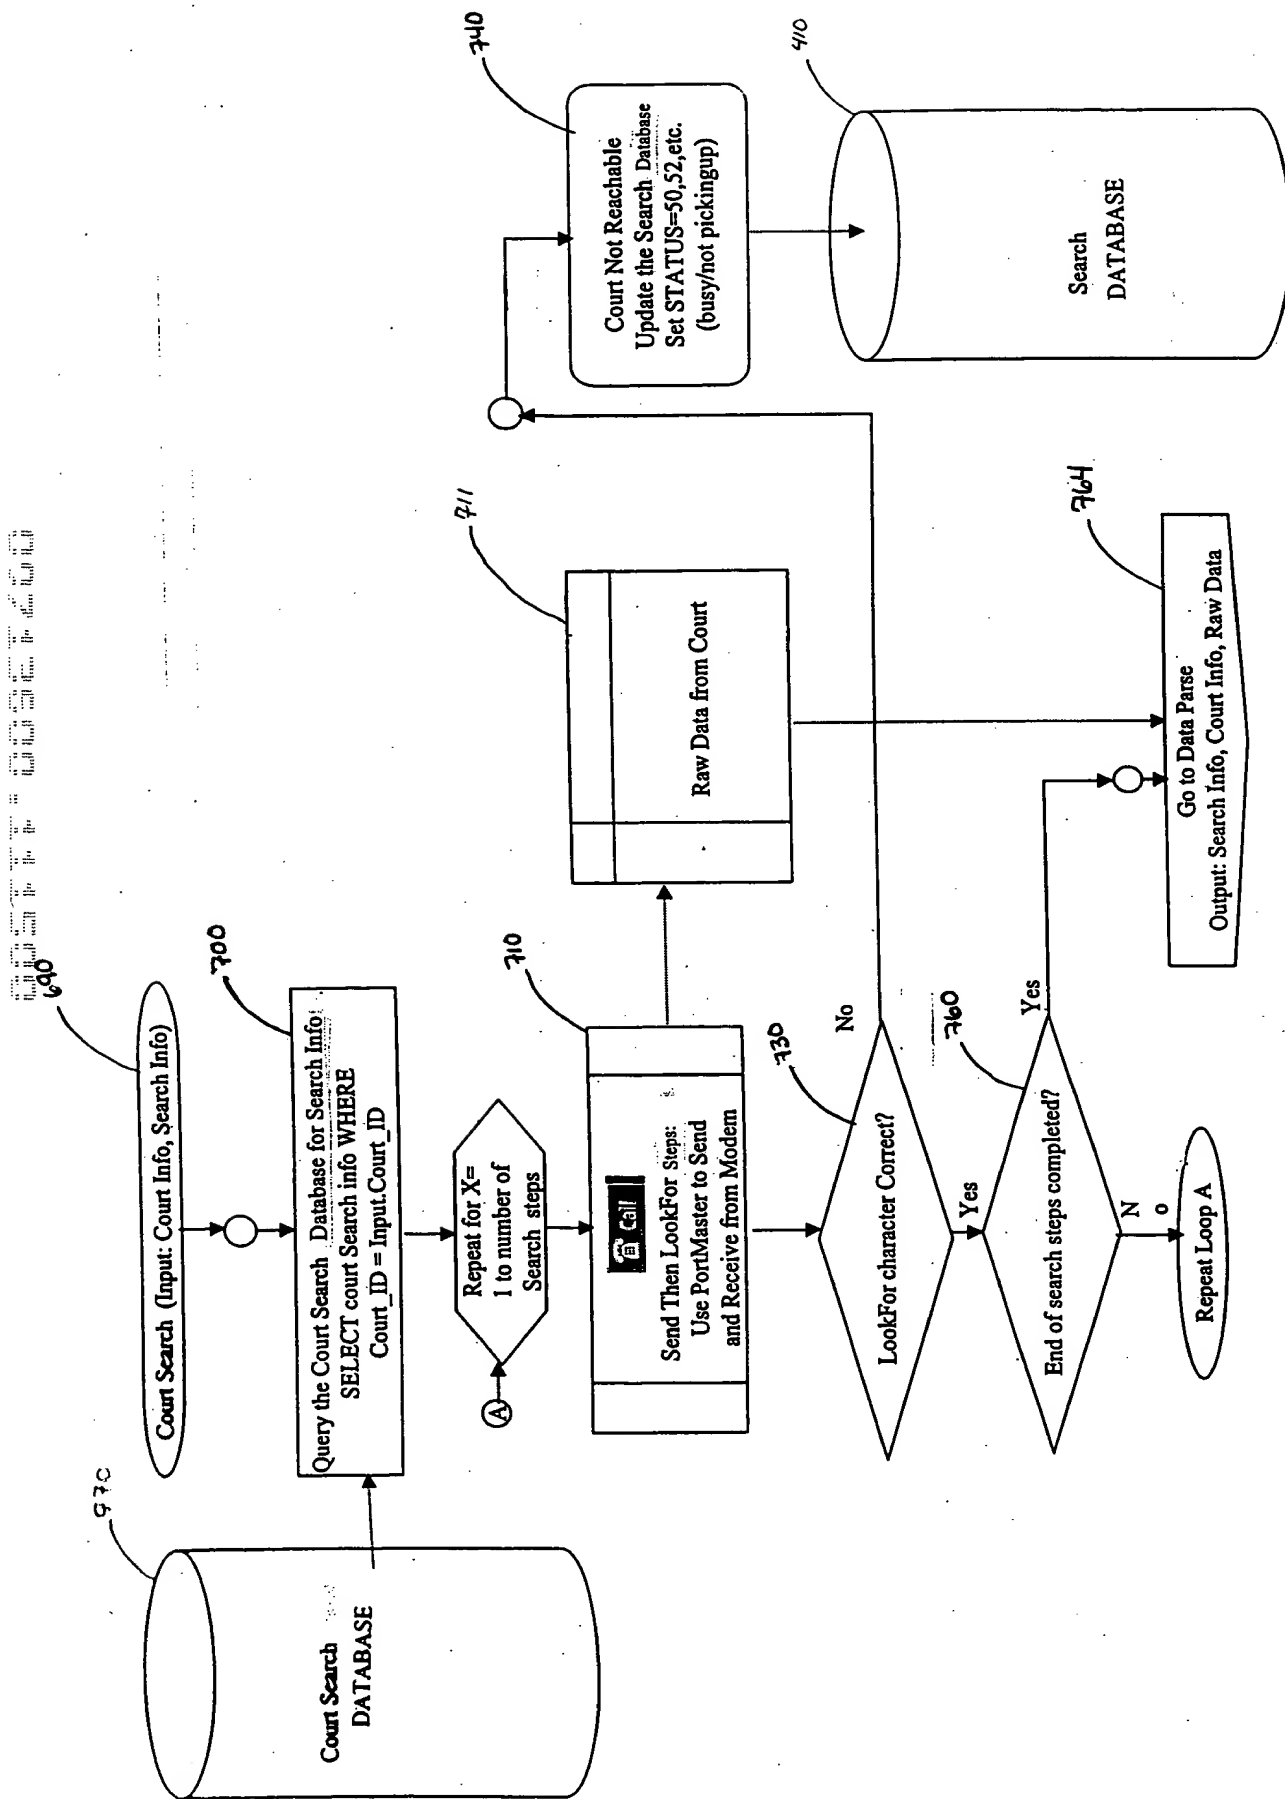 690
Court Search (Input: Court Info, Search Info)
970
Court Search
DATABASE
700
Query the Court Search Database for Search Info:
SELECT court Search info WHERE
Court_ID = Input.Court_ID
A
Repeat for X=
1 to number of
Search steps
710
call
Send Then LookFor Steps:
Use PortMaster to Send
and Receive from Modem
711
Raw Data from Court
740
Court Not Reachable
Update the Search Database
Set STATUS=50,52,etc.
(busy/not pickingup)
410
Search
DATABASE
730
LookFor character Correct?
No
Yes
760
End of search steps completed?
Yes
N
o
Repeat Loop A
764
Go to Data Parse
Output: Search Info, Court Info, Raw Data